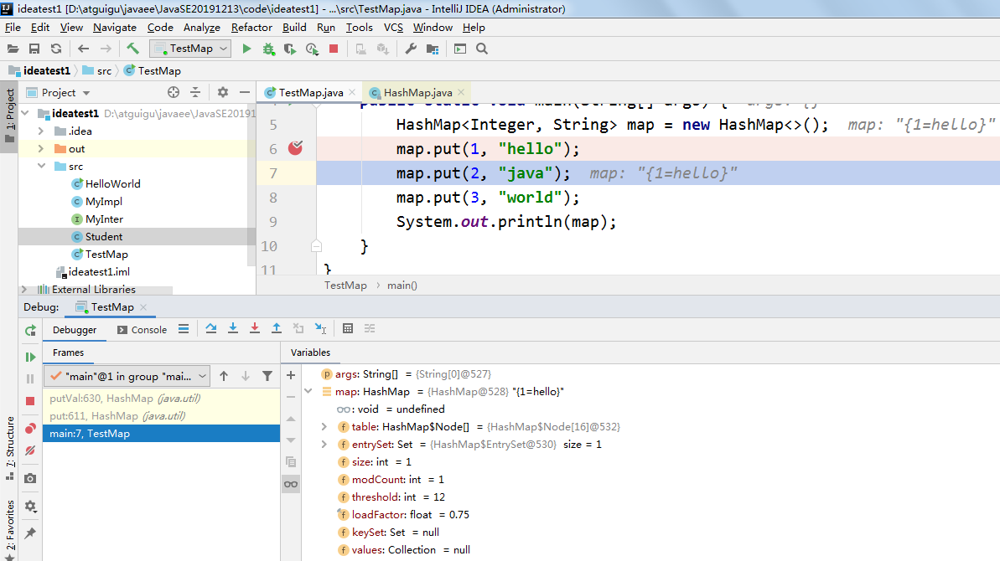 ideatest1 [D:\atguigu\javaee\JavaSE20191213\code\ideatest1] - ...\src\TestMap.java - IntelliJ IDEA (Administrator)
File Edit View Navigate Code Analyze Refactor Build Run Tools VCS Window Help
TestMap
ideatest1 src TestMap
1: Project
Project
TestMap.java HashMap.java
ideatest1 D:\atguigu\javaee\JavaSE20191
.idea
out
src
HelloWorld
MyImpl
MyInter
Student
TestMap
ideatest1.iml
External Libraries
public static void main(String[] args) { args: {}
5 HashMap<Integer, String> map = new HashMap<>(); map: "{1=hello}"
6 map.put(1, "hello");
7 map.put(2, "java"); map: "{1=hello}"
8 map.put(3, "world");
9 System.out.println(map);
10 }
11 }
TestMap › main()
Debug: TestMap
Debugger Console
Frames
"main"@1 in group "mai...
putVal:630, HashMap (java.util)
put:611, HashMap (java.util)
main:7, TestMap
Variables
args: String[] = {String[0]@527}
map: HashMap = {HashMap@528} "{1=hello}"
: void = undefined
table: HashMap$Node[] = {HashMap$Node[16]@532}
entrySet: Set = {HashMap$EntrySet@530} size = 1
size: int = 1
modCount: int = 1
threshold: int = 12
loadFactor: float = 0.75
keySet: Set = null
values: Collection = null
7: Structure
2: Favorites